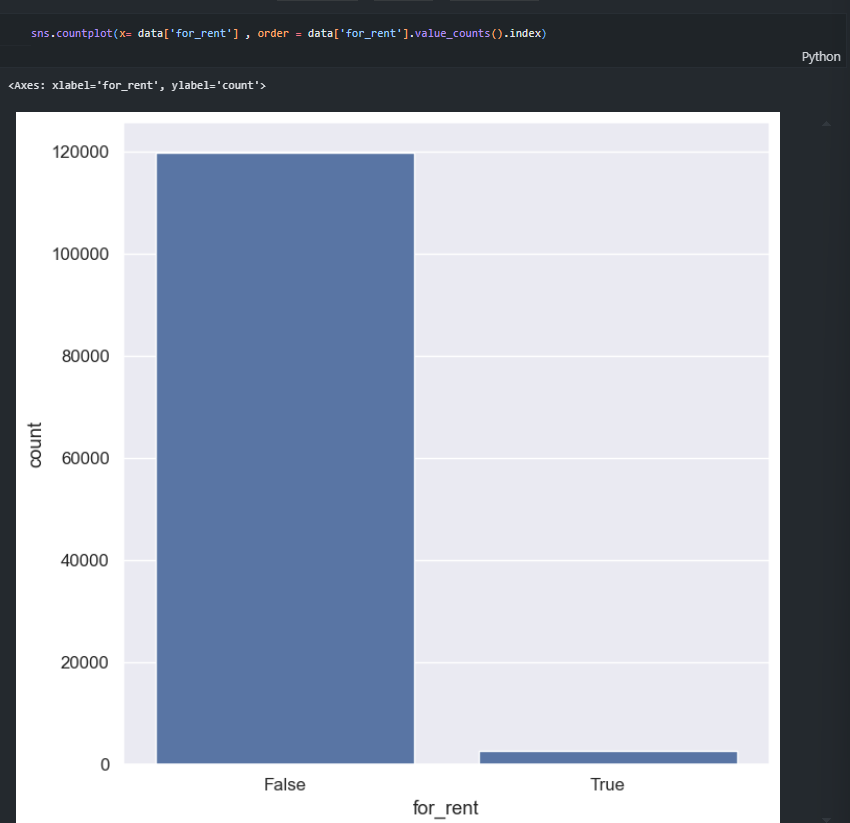 sns.countplot(x= data['for_rent'] , order = data['for_rent'].value_counts().index)
Python
<Axes: xlabel='for_rent', ylabel='count'>
120000
100000
80000
60000
40000
20000
0
count
False
True
for_rent